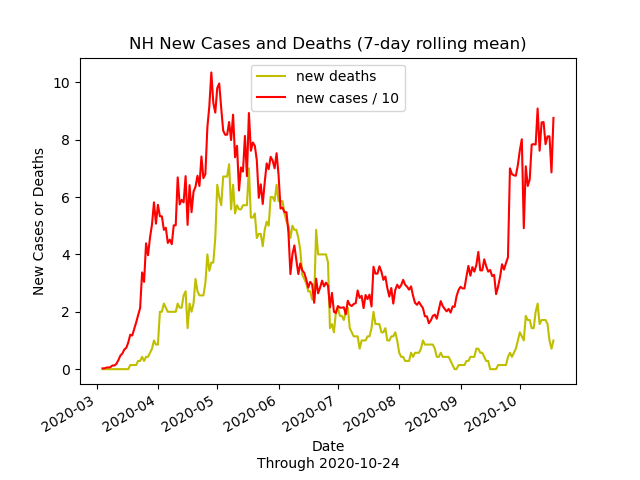 NH New Cases and Deaths (7-day rolling mean)
new deaths
new cases / 10
New Cases or Deaths
10
8
6
4
2
0
2020-03
2020-04
2020-05
2020-06
2020-07
2020-08
2020-09
2020-10
Date
Through 2020-10-24